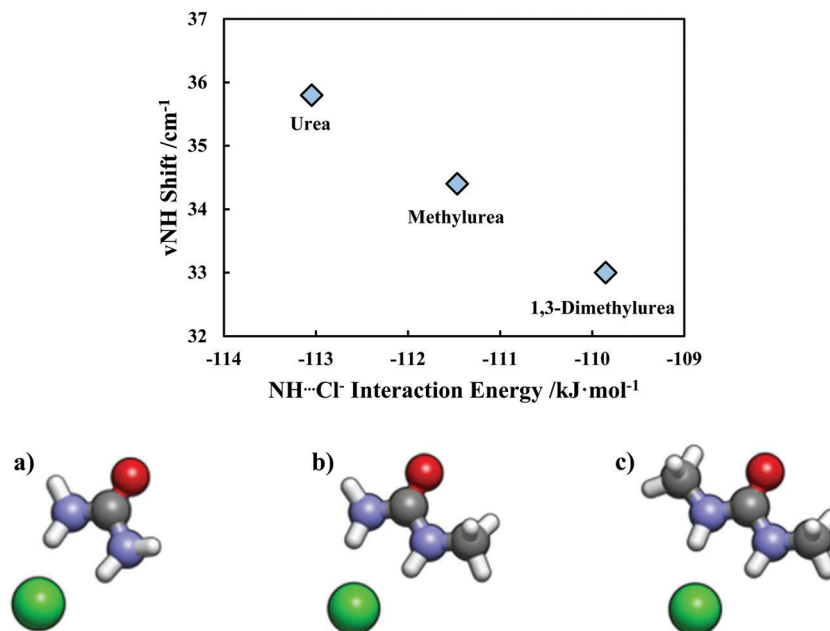 37
36
35
34
33
32
νNH Shift /cm⁻¹
Urea
Methylurea
1,3-Dimethylurea
-114 -113 -112 -111 -110 -109
NH···Cl⁻ Interaction Energy /kJ·mol⁻¹
a) b) c)